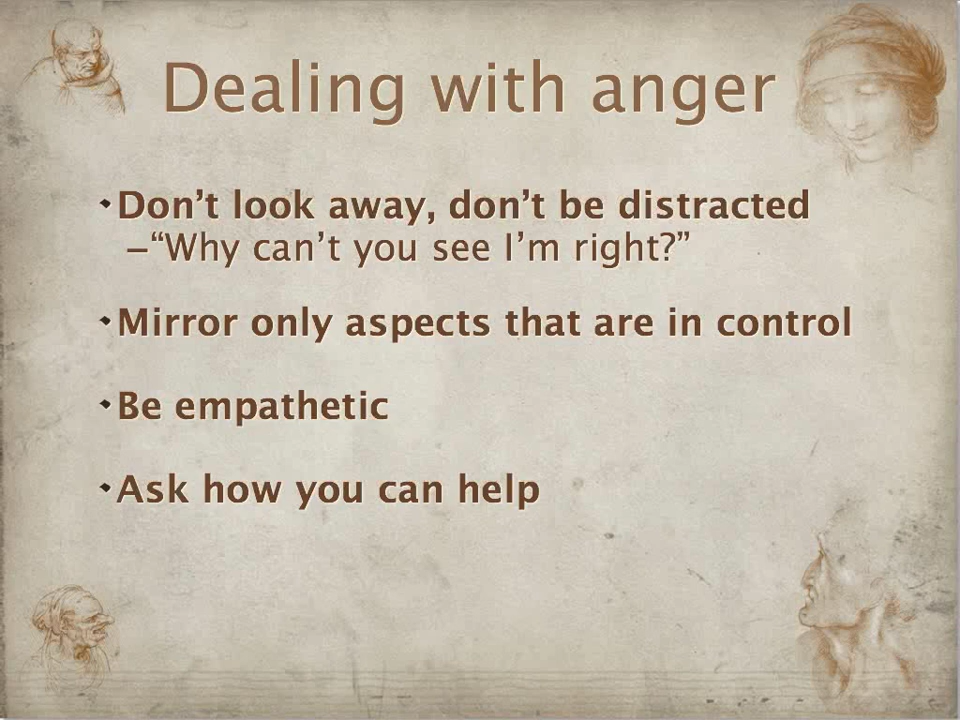 Dealing with anger
•Don’t look away, don’t be distracted
–“Why can’t you see I’m right?”
•Mirror only aspects that are in control
•Be empathetic
•Ask how you can help